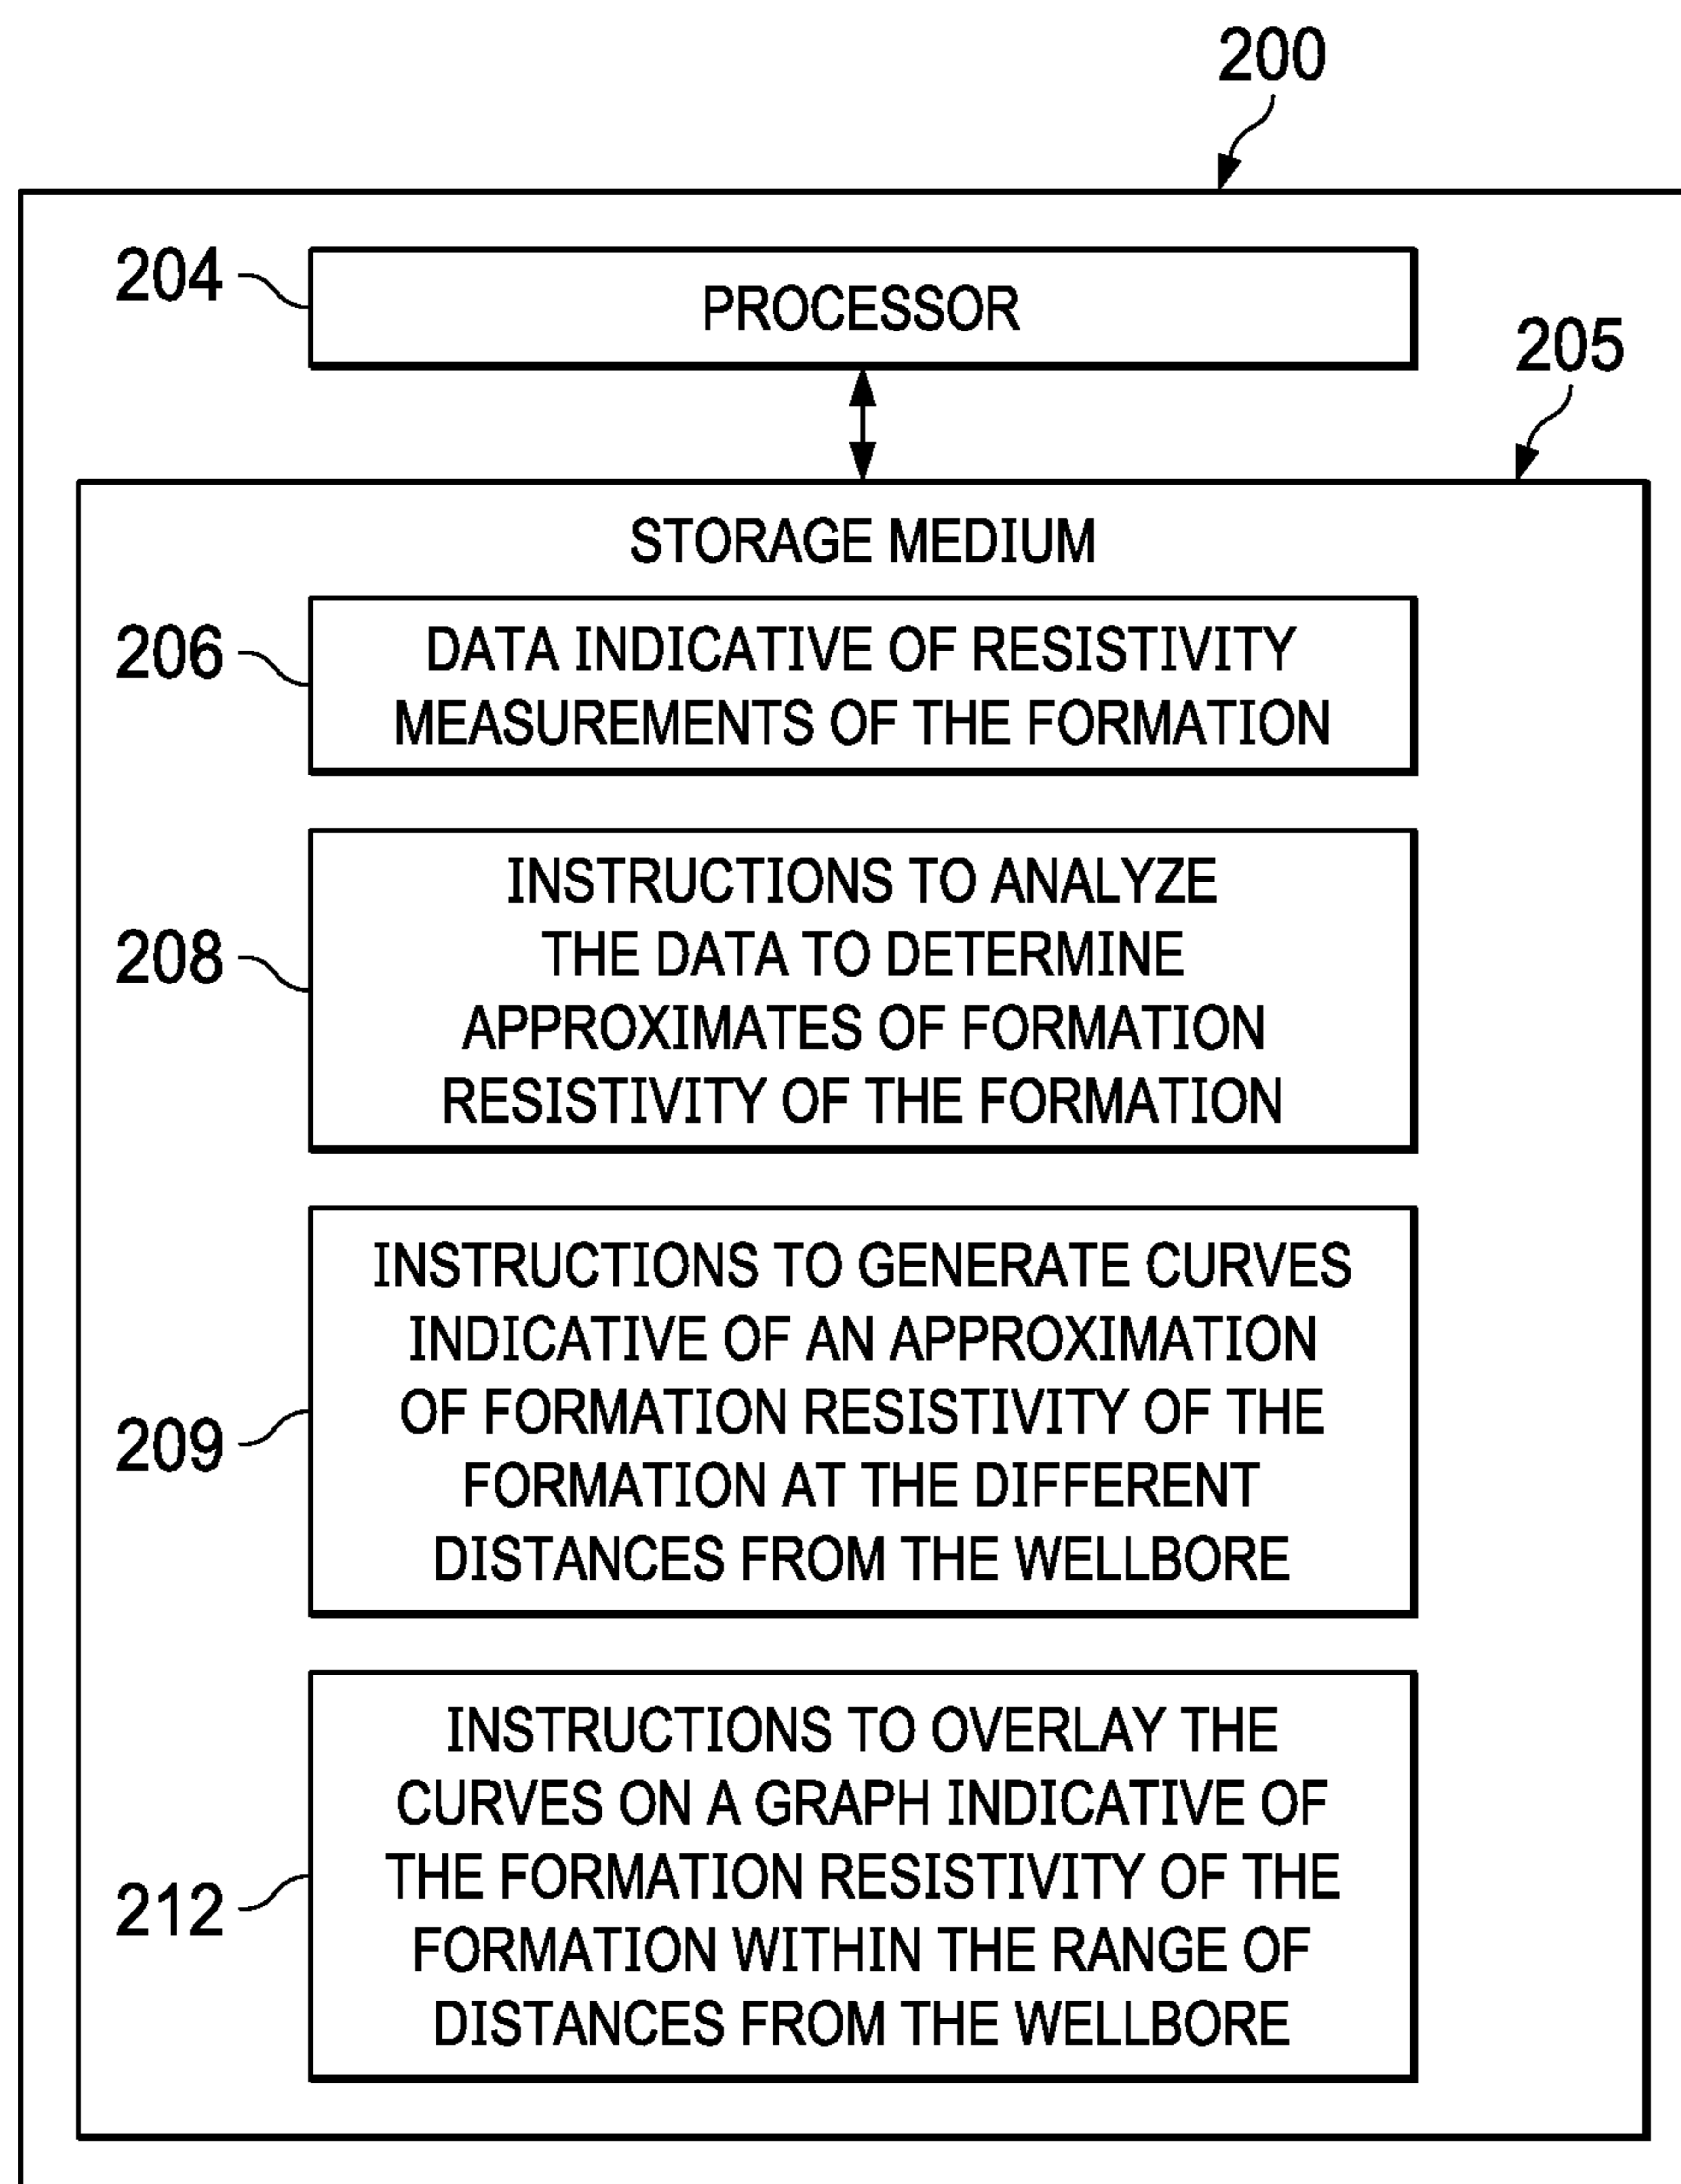 200
204
PROCESSOR
205
STORAGE MEDIUM
206
DATA INDICATIVE OF RESISTIVITY
MEASUREMENTS OF THE FORMATION
208
INSTRUCTIONS TO ANALYZE
THE DATA TO DETERMINE
APPROXIMATES OF FORMATION
RESISTIVITY OF THE FORMATION
209
INSTRUCTIONS TO GENERATE CURVES
INDICATIVE OF AN APPROXIMATION
OF FORMATION RESISTIVITY OF THE
FORMATION AT THE DIFFERENT
DISTANCES FROM THE WELLBORE
212
INSTRUCTIONS TO OVERLAY THE
CURVES ON A GRAPH INDICATIVE OF
THE FORMATION RESISTIVITY OF THE
FORMATION WITHIN THE RANGE OF
DISTANCES FROM THE WELLBORE